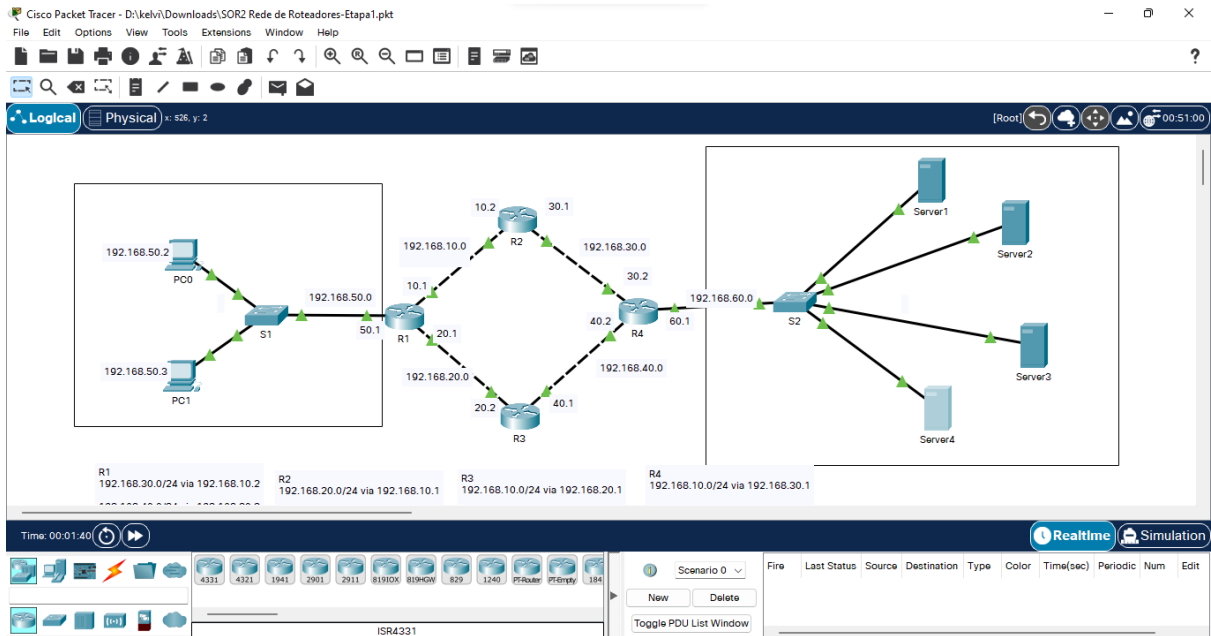 Cisco Packet Tracer - D:\kelvi\Downloads\SOR2 Rede de Roteadores-Etapa1.pkt
File Edit Options View Tools Extensions Window Help
?
Logical Physical x: 526, y: 2 [Root] 00:51:00
Server1
10.2 30.1
R2
192.168.10.0 192.168.30.0
192.168.50.2
PC0
Server2
30.2
10.1
192.168.50.0
192.168.60.0
S1
50.1
R1
20.1
40.2
R4
60.1
S2
192.168.50.3
PC1
192.168.20.0
192.168.40.0
Server3
20.2
40.1
R3
Server4
R1
192.168.30.0/24 via 192.168.10.2
R2
192.168.20.0/24 via 192.168.10.1
R3
192.168.10.0/24 via 192.168.20.1
R4
192.168.10.0/24 via 192.168.30.1
Time: 00:01:40 Realtime Simulation
4331 4321 1941 2901 2911 819IOX 819HGW 829 1240 PT-Router PT-Empty 184
ISR4331
Scenario 0
New Delete
Toggle PDU List Window
Fire Last Status Source Destination Type Color Time(sec) Periodic Num Edit